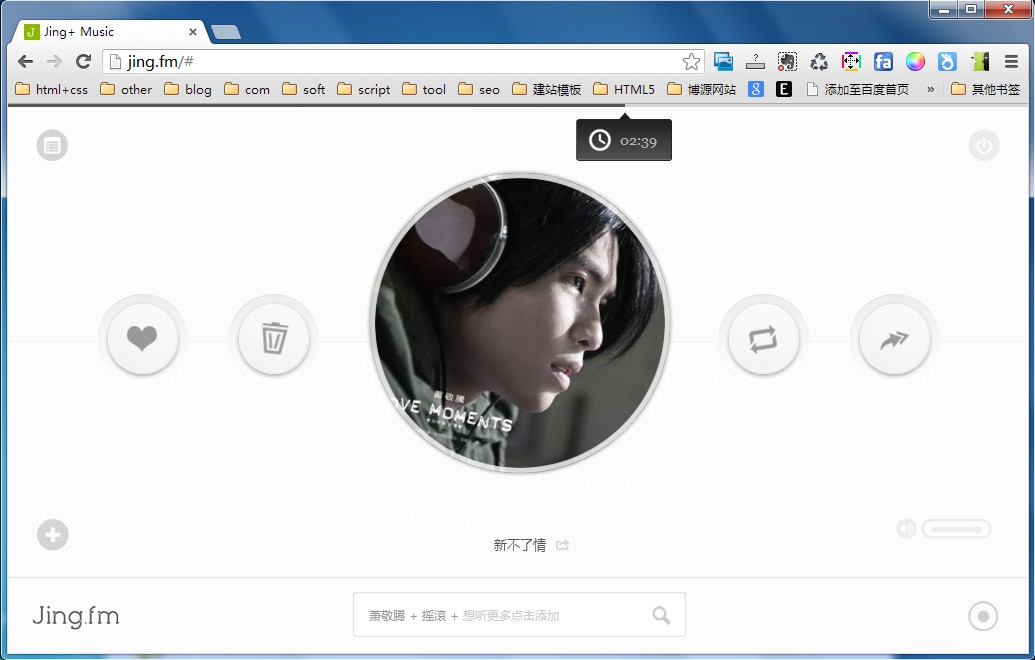 Jing+ Music
jing.fm/#
html+css other blog com soft script tool seo 建站模板 HTML5 博源网站 8 E 添加至百度首页 » 其他书签
02:39
萧敬腾
VE MOMENTS
新不了情
Jing.fm
萧敬腾 + 摇滚 + 想听更多点击添加